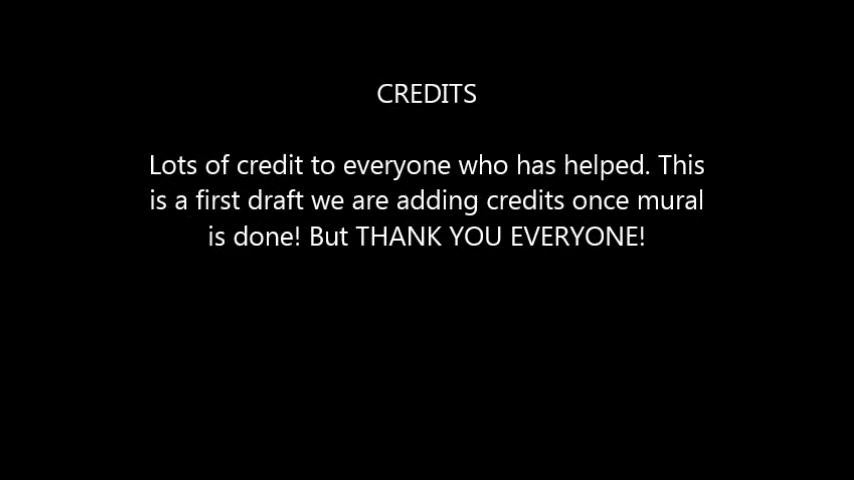 CREDITS
Lots of credit to everyone who has helped. This
is a first draft we are adding credits once mural
is done! But THANK YOU EVERYONE!